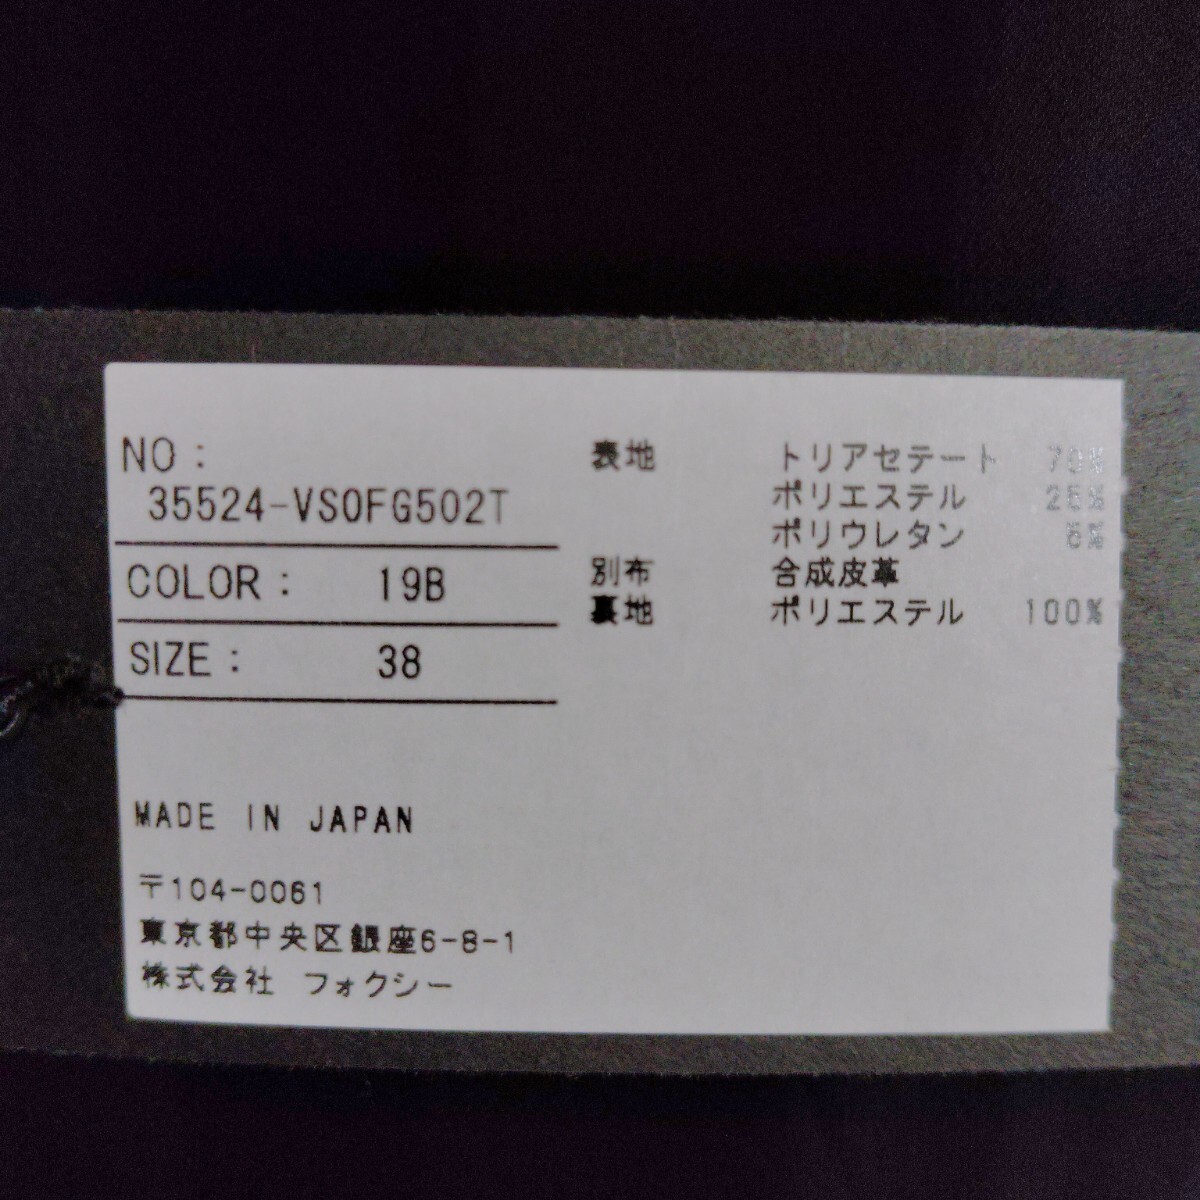 NO:
35524-VS0FG502T
COLOR: 19B
SIZE: 38
MADE IN JAPAN
〒104-0061
東京都中央区銀座6-8-1
株式会社 フォクシー
表地 トリアセテート 70%
ポリエステル 25%
ポリウレタン 5%
別布 合成皮革
裏地 ポリエステル 100%